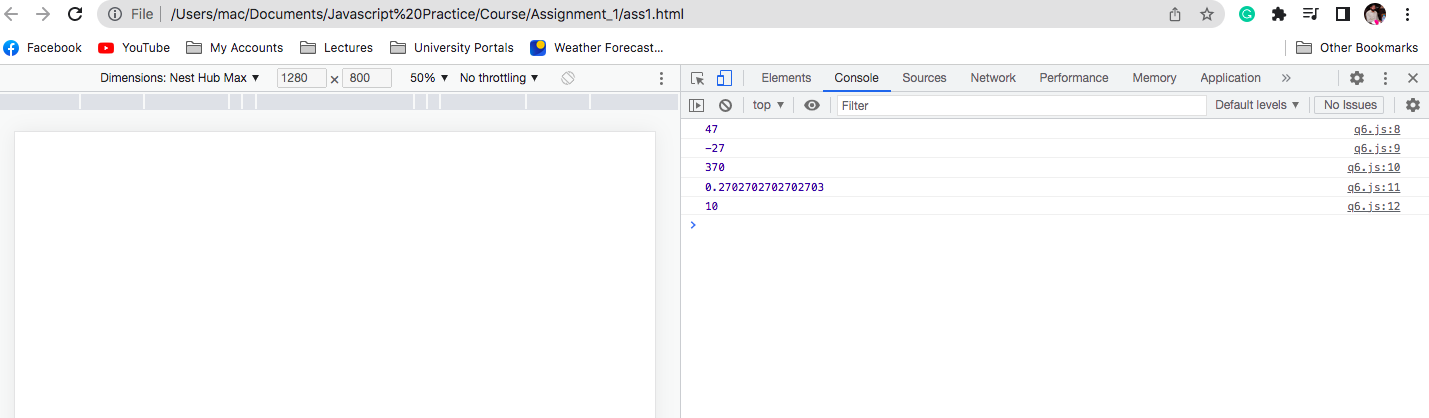 File /Users/mac/Documents/Javascript%20Practice/Course/Assignment_1/ass1.html
Facebook YouTube My Accounts Lectures University Portals Weather Forecast... Other Bookmarks
Dimensions: Nest Hub Max ▼ 1280 × 800 50% ▼ No throttling ▼
Elements Console Sources Network Performance Memory Application »
top ▼ Filter Default levels ▼ No Issues
47 q6.js:8
-27 q6.js:9
370 q6.js:10
0.2702702702702703 q6.js:11
10 q6.js:12